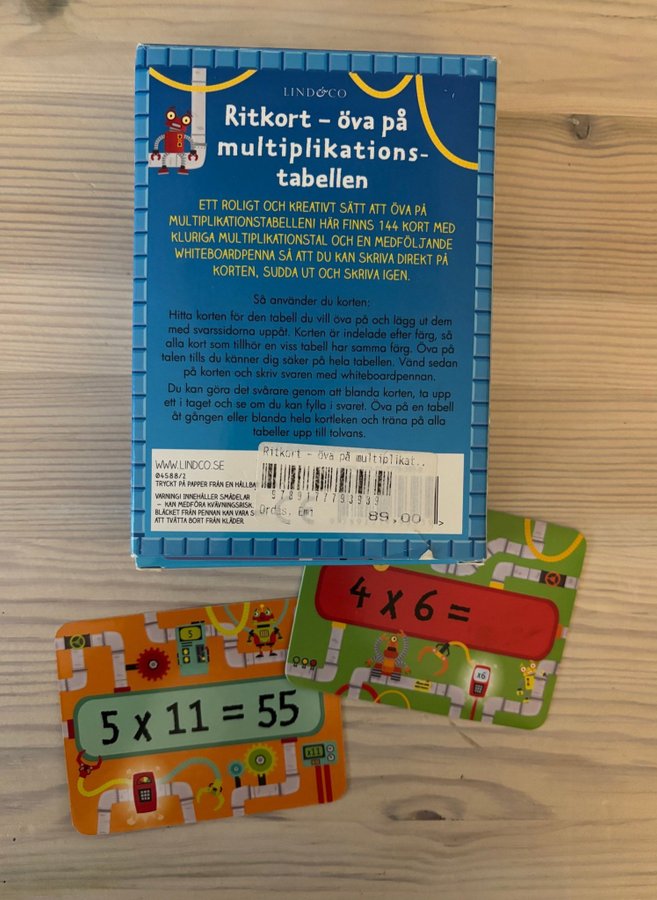 LIND&CO
Ritkort – öva på
multiplikations-
tabellen
ETT ROLIGT OCH KREATIVT SÄTT ATT ÖVA PÅ
MULTIPLIKATIONSTABELLEN! HÄR FINNS 144 KORT MED
KLURIGA MULTIPLIKATIONSTAL OCH EN MEDFÖLJANDE
WHITEBOARDPENNA SÅ ATT DU KAN SKRIVA DIREKT PÅ
KORTEN, SUDDA UT OCH SKRIVA IGEN.
Så använder du korten:
Hitta korten för den tabell du vill öva på och lägg ut dem
med svarssidorna uppåt. Korten är indelade efter färg, så
alla kort som tillhör en viss tabell har samma färg. Öva på
talen tills du känner dig säker på hela tabellen. Vänd sedan
på korten och skriv svaren med whiteboardpennan.
Du kan göra det svårare genom att blanda korten, ta upp
ett i taget och se om du kan fylla i svaret. Öva på en tabell
åt gången eller blanda hela kortleken och träna på alla
tabeller upp till tolvans.
Ritkort - öva på multiplikat..
WWW.LINDCO.SE
04588/2
TRYCKT PÅ PAPPER FRÅN EN HÅLLBA
VARNING! INNEHÅLLER SMÅDELAR
– KAN MEDFÖRA KVÄVNINGSRISK
BLÄCKET FRÅN PENNAN KAN VARA S
ATT TVÄTTA BORT FRÅN KLÄDER.
9789177793939
Ordas, Emi
89,00
>
4 x 6 =
x6
5
5 x 11 = 55
x11